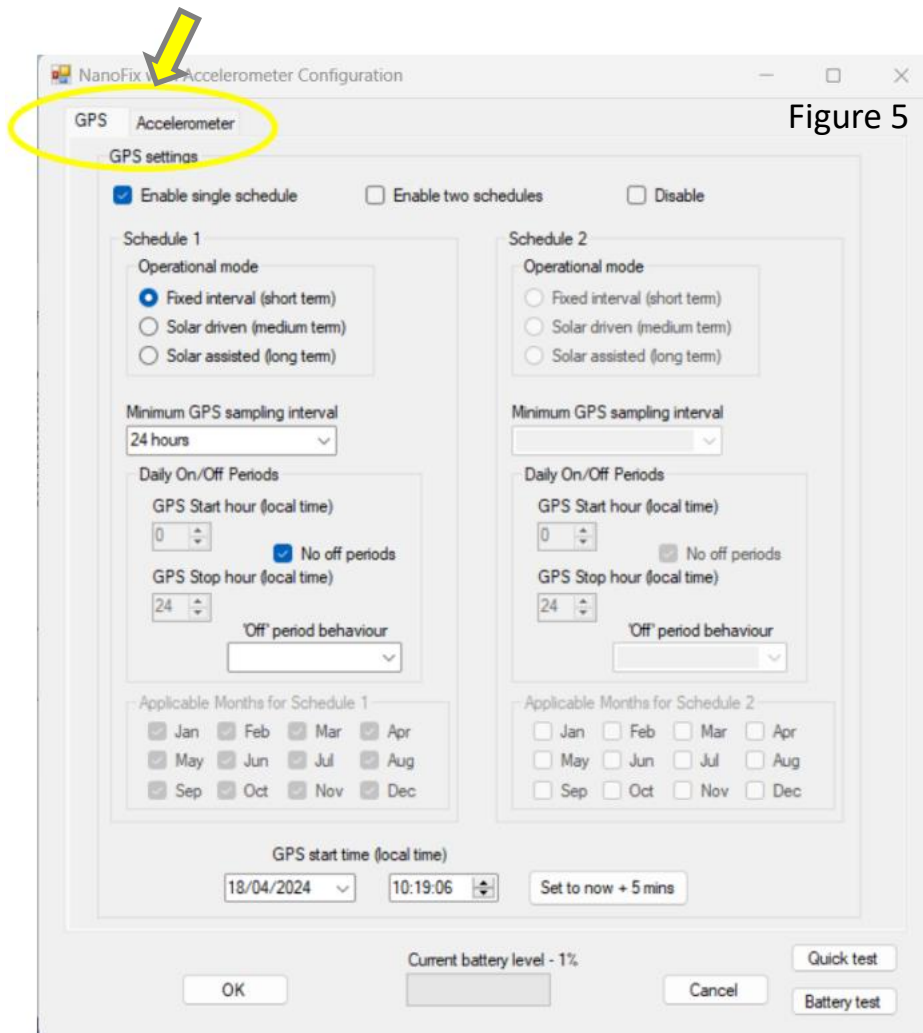 NanoFix w Accelerometer Configuration
Figure 5
GPS Accelerometer
GPS settings
Enable single schedule Enable two schedules Disable
Schedule 1
Operational mode
Fixed interval (short term)
Solar driven (medium term)
Solar assisted (long term)
Minimum GPS sampling interval
24 hours
Daily On/Off Periods
GPS Start hour (local time)
0
No off periods
GPS Stop hour (local time)
24
'Off' period behaviour
Applicable Months for Schedule 1
Jan Feb Mar Apr
May Jun Jul Aug
Sep Oct Nov Dec
Schedule 2
Operational mode
Fixed interval (short term)
Solar driven (medium term)
Solar assisted (long term)
Minimum GPS sampling interval
Daily On/Off Periods
GPS Start hour (local time)
0
No off periods
GPS Stop hour (local time)
24
'Off' period behaviour
Applicable Months for Schedule 2
Jan Feb Mar Apr
May Jun Jul Aug
Sep Oct Nov Dec
GPS start time (local time)
18/04/2024 10:19:06 Set to now + 5 mins
Current battery level - 1%
OK Cancel
Quick test
Battery test